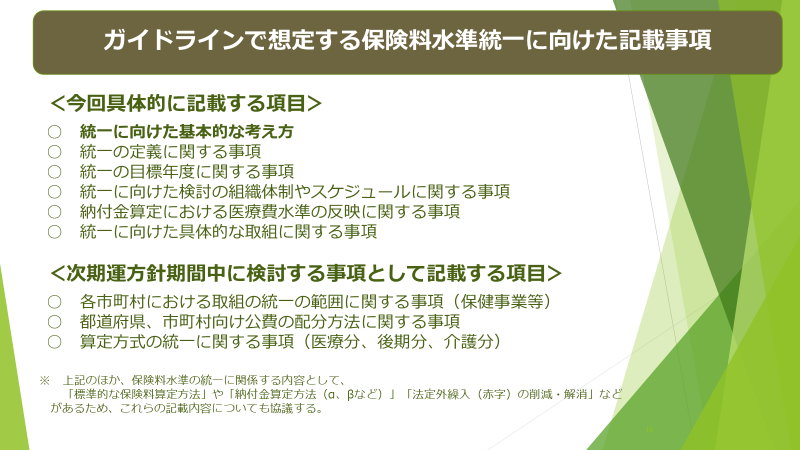 ガイドラインで想定する保険料水準統一に向けた記載事項
＜今回具体的に記載する項目＞
○　統一に向けた基本的な考え方
○　統一の定義に関する事項
○　統一の目標年度に関する事項
○　統一に向けた検討の組織体制やスケジュールに関する事項
○　納付金算定における医療費水準の反映に関する事項
○　統一に向けた具体的な取組に関する事項
＜次期運方針期間中に検討する事項として記載する項目＞
○　各市町村における取組の統一の範囲に関する事項（保健事業等）
○　都道府県、市町村向け公費の配分方法に関する事項
○　算定方式の統一に関する事項（医療分、後期分、介護分）
※　上記のほか、保険料水準の統一に関係する内容として、
「標準的な保険料算定方法」や「納付金算定方法（α、βなど）」「法定外繰入（赤字）の削減・解消」など
があるため、これらの記載内容についても協議する。